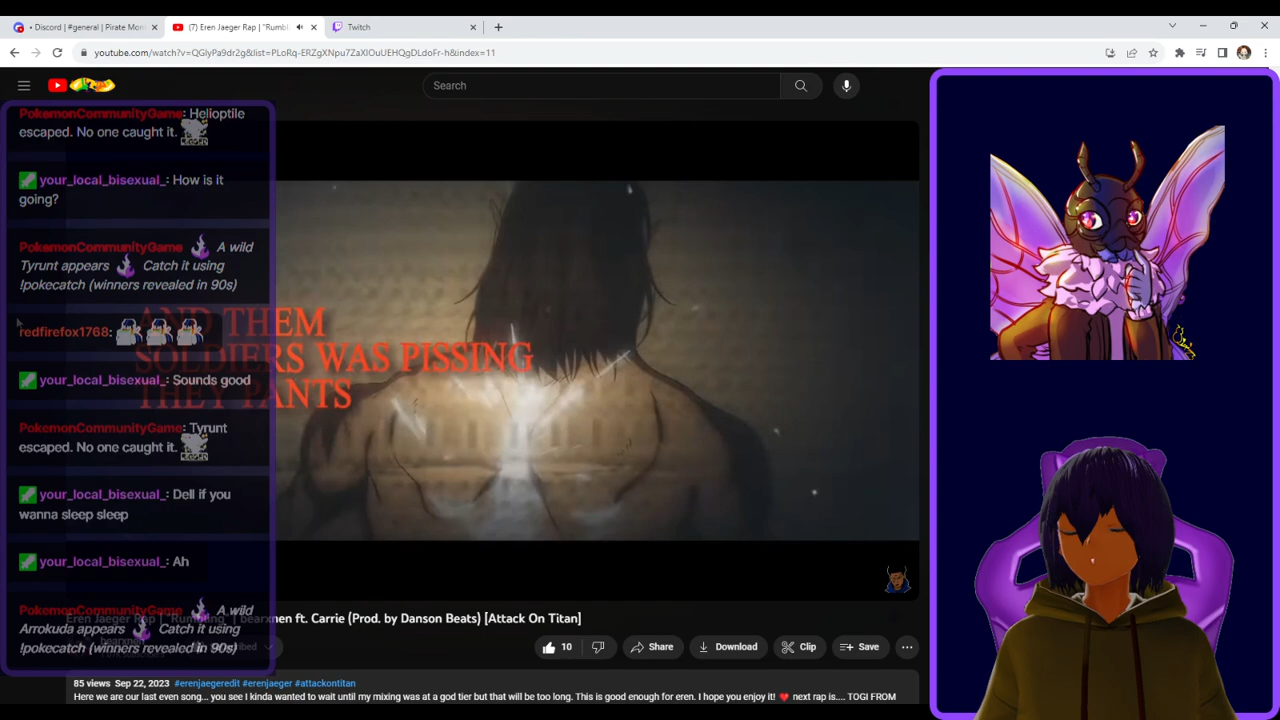 Discord | #general | Pirate Mon
(7) Eren Jaeger Rap | "Rumbli
Twitch
youtube.com/watch?v=QGlyPa9dr2g&list=PLoRq-ERZgXNpu7ZaXlOuUEHQgDLdoFr-h&index=11
Search
PokemonCommunityGame: Helioptile
escaped. No one caught it.
your_local_bisexual_: How is it
going?
PokemonCommunityGame A wild
Tyrunt appears Catch it using
!pokecatch (winners revealed in 90s)
redfirefox1768:
your_local_bisexual_: Sounds good
PokemonCommunityGame: Tyrunt
escaped. No one caught it.
your_local_bisexual_: Dell if you
wanna sleep sleep
your_local_bisexual_: Ah
PokemonCommunityGame A wild
Arrokuda appears Catch it using
!pokecatch (winners revealed in 90s)
AND THEM
SOLDIERS WAS PISSING
THEY PANTS
Eren Jaeger Rap | "Rumbling" | bearxnen ft. Carrie (Prod. by Danson Beats) [Attack On Titan]
10
Share
Download
Clip
Save
85 views Sep 22, 2023 #erenjaegeredit #erenjaeger #attackontitan
Here we are our last even song... you see I kinda wanted to wait until my mixing was at a god tier but that will be too long. This is good enough for eren. I hope you enjoy it! ❤️ next rap is.... TOGI FROM